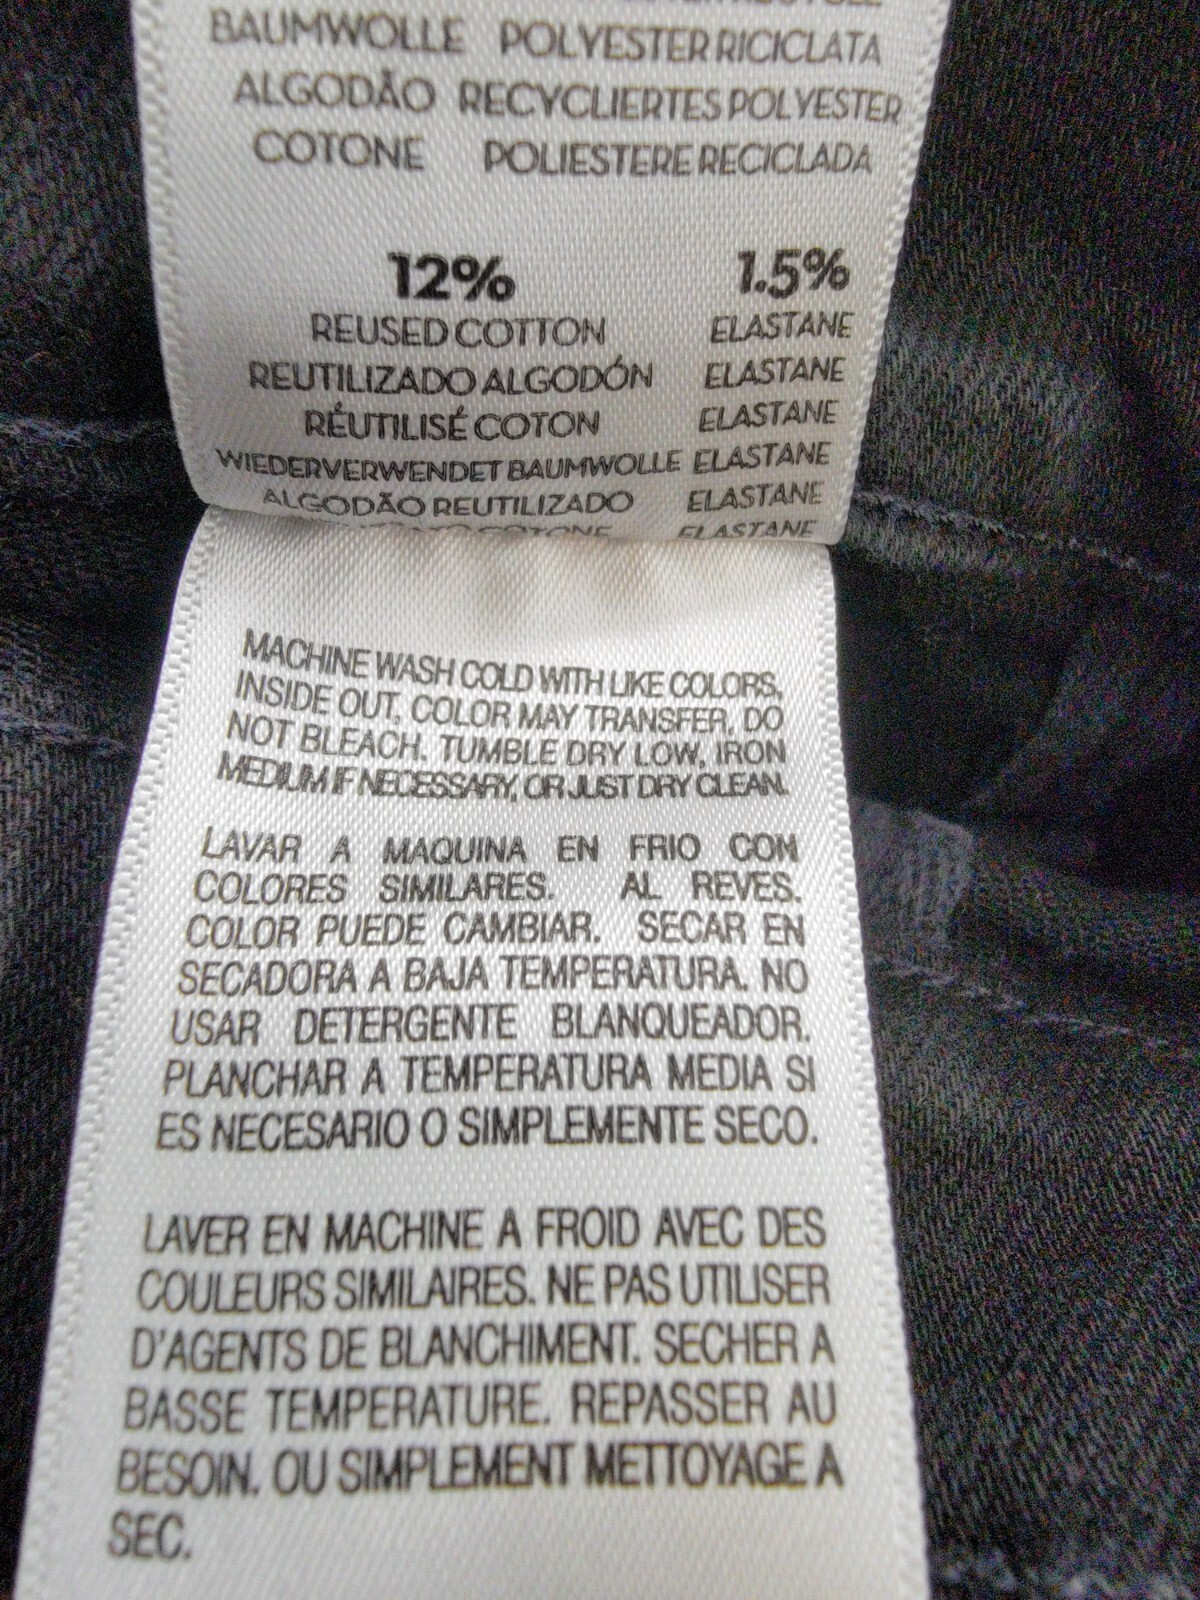 BAUMWOLLE POLYESTER RICICLATA
ALGODÃO RECYCLIERTES POLYESTER
COTONE POLIESTERE RECICLADA
12% 1.5%
REUSED COTTON ELASTANE
REUTILIZADO ALGODÓN ELASTANE
RÉUTILISÉ COTON ELASTANE
WIEDERVERWENDET BAUMWOLLE ELASTANE
ALGODÃO REUTILIZADO ELASTANE
COTONE ELASTANE
MACHINE WASH COLD WITH LIKE COLORS,
INSIDE OUT, COLOR MAY TRANSFER, DO
NOT BLEACH, TUMBLE DRY LOW, IRON
MEDIUM IF NECESSARY, OR JUST DRY CLEAN.
LAVAR A MAQUINA EN FRIO CON
COLORES SIMILARES. AL REVES.
COLOR PUEDE CAMBIAR. SECAR EN
SECADORA A BAJA TEMPERATURA. NO
USAR DETERGENTE BLANQUEADOR.
PLANCHAR A TEMPERATURA MEDIA SI
ES NECESARIO O SIMPLEMENTE SECO.
LAVER EN MACHINE A FROID AVEC DES
COULEURS SIMILAIRES. NE PAS UTILISER
D'AGENTS DE BLANCHIMENT. SECHER A
BASSE TEMPERATURE. REPASSER AU
BESOIN. OU SIMPLEMENT METTOYAGE A
SEC.